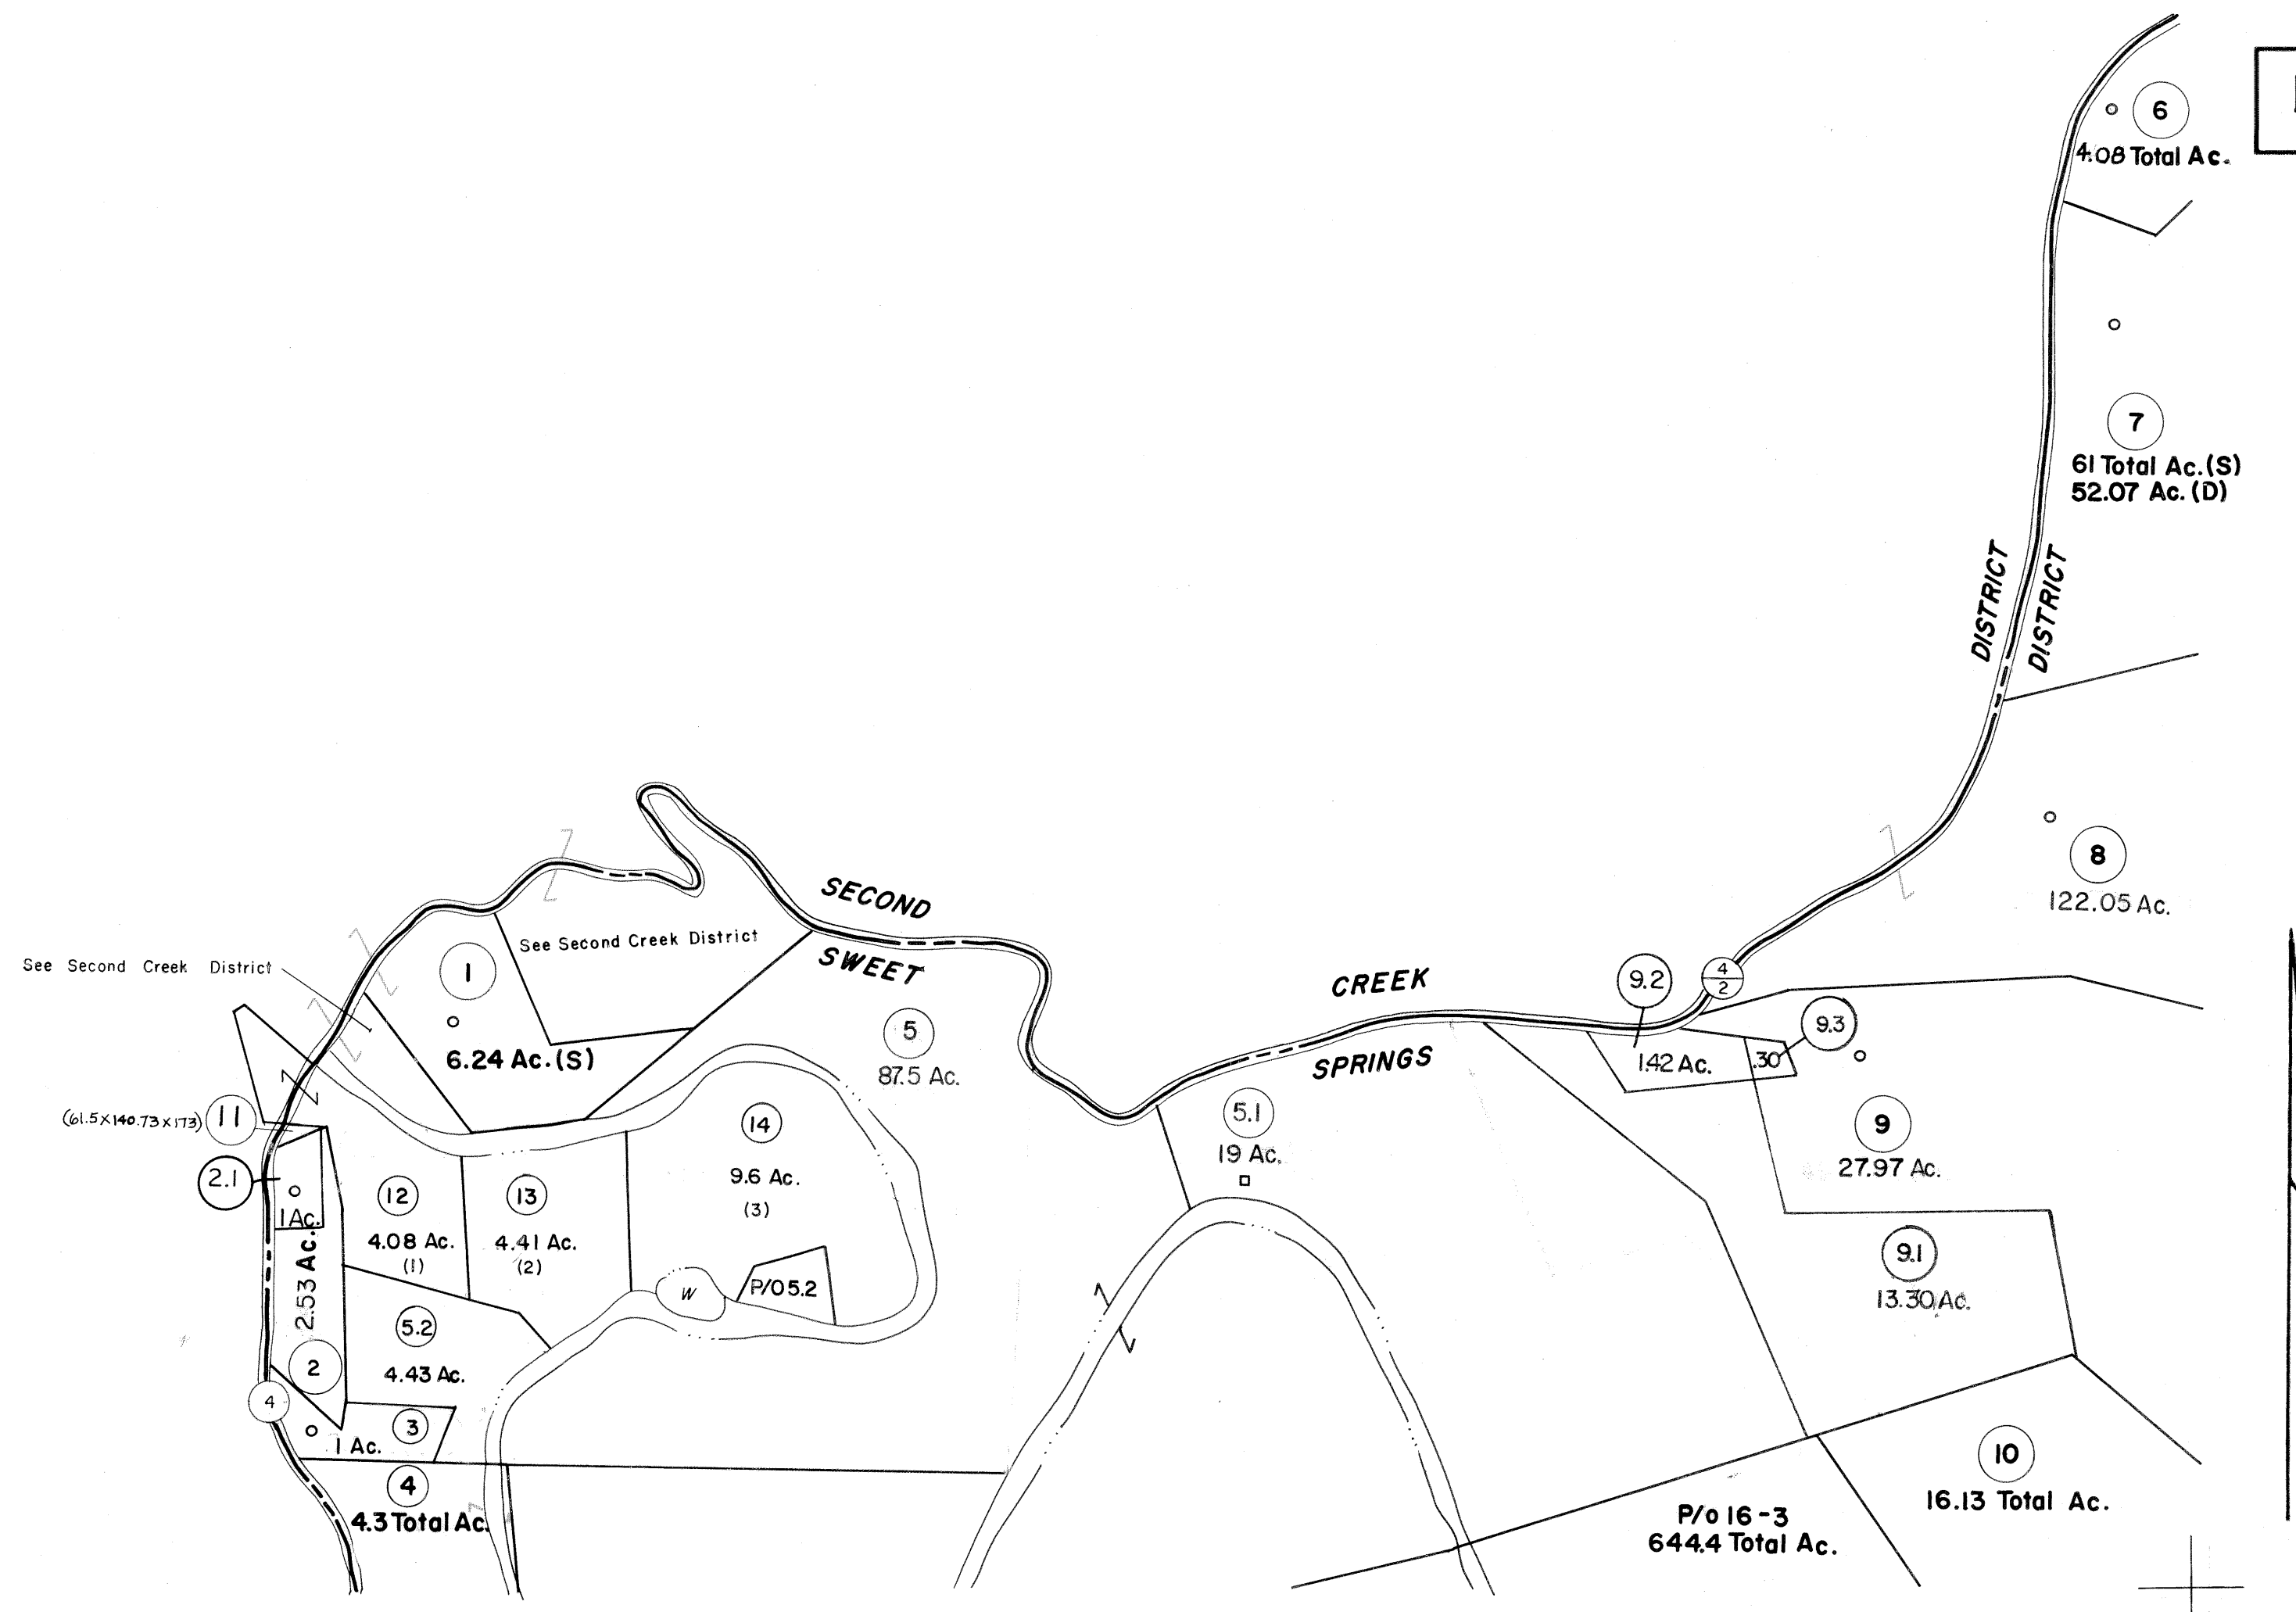 6
4.08 Total Ac.
7
61 Total Ac.(S)
52.07 Ac. (D)
DISTRICT
DISTRICT
8
122.05 Ac.
SECOND
SWEET
CREEK
SPRINGS
See Second Creek District
See Second Creek District
1
6.24 Ac. (S)
5
87.5 Ac.
9.2
4
2
9.3
1.42 Ac.
.30
(61.5X140.73X173)
11
14
9.6 Ac.
(3)
5.1
19 Ac.
9
27.97 Ac.
2.1
1 Ac.
12
4.08 Ac.
(1)
13
4.41 Ac.
(2)
2.53 Ac.
W
P/O 5.2
9.1
13.30 Ac.
5.2
4.43 Ac.
2
4
3
1 Ac.
4
4.3 Total Ac.
10
16.13 Total Ac.
P/o 16-3
644.4 Total Ac.